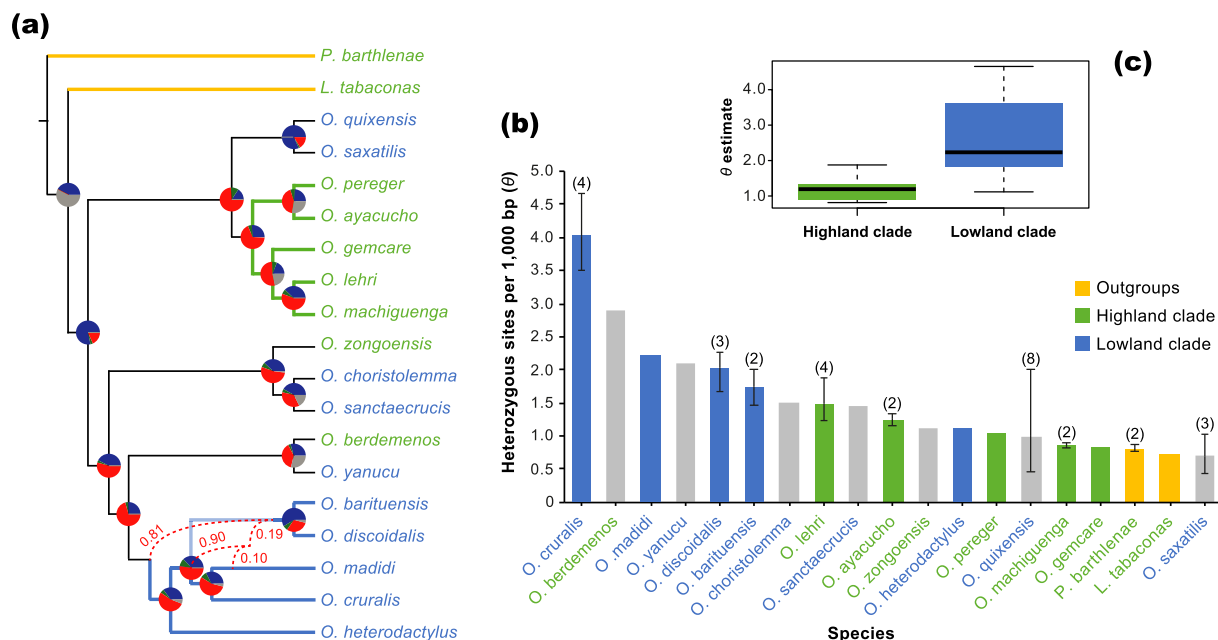 (a)
P. barthlenae
L. tabaconas
O. quixensis
O. saxatilis
O. pereger
O. ayacucho
O. gemcare
O. lehri
O. machiguenga
O. zongoensis
O. choristolemma
O. sanctaecrucis
O. berdemenos
O. yanucu
O. barituensis
O. discoidalis
O. madidi
O. cruralis
O. heterodactylus
0.81
0.90
0.19
0.10
(b)
Heterozygous sites per 1,000 bp (θ)
5.0
4.5
4.0
3.5
3.0
2.5
2.0
1.5
1.0
0.5
0
(4)
(3)
(2)
(4)
(2)
(8)
(2)
(2)
(3)
O. cruralis
O. berdemenos
O. madidi
O. yanucu
O. discoidalis
O. barituensis
O. choristolemma
O. lehri
O. sanctaecrucis
O. ayacucho
O. zongoensis
O. heterodactylus
O. pereger
O. quixensis
O. machiguenga
O. gemcare
P. barthlenae
L. tabaconas
O. saxatilis
Species
(c)
θ estimate
4.0
3.0
2.0
1.0
Highland clade
Lowland clade
Outgroups
Highland clade
Lowland clade